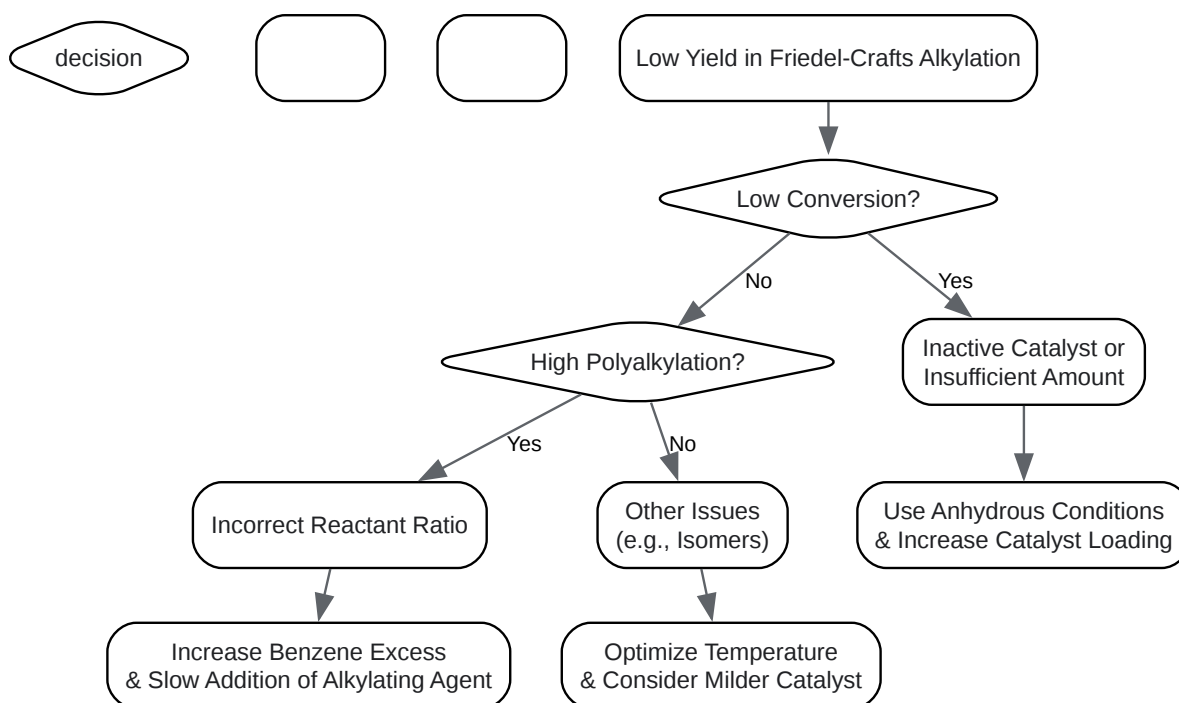 decision
Low Yield in Friedel-Crafts Alkylation
Low Conversion?
No
Yes
High Polyalkylation?
Inactive Catalyst or
Insufficient Amount
Yes
No
Incorrect Reactant Ratio
Other Issues
(e.g., Isomers)
Use Anhydrous Conditions
& Increase Catalyst Loading
Increase Benzene Excess
& Slow Addition of Alkylating Agent
Optimize Temperature
& Consider Milder Catalyst